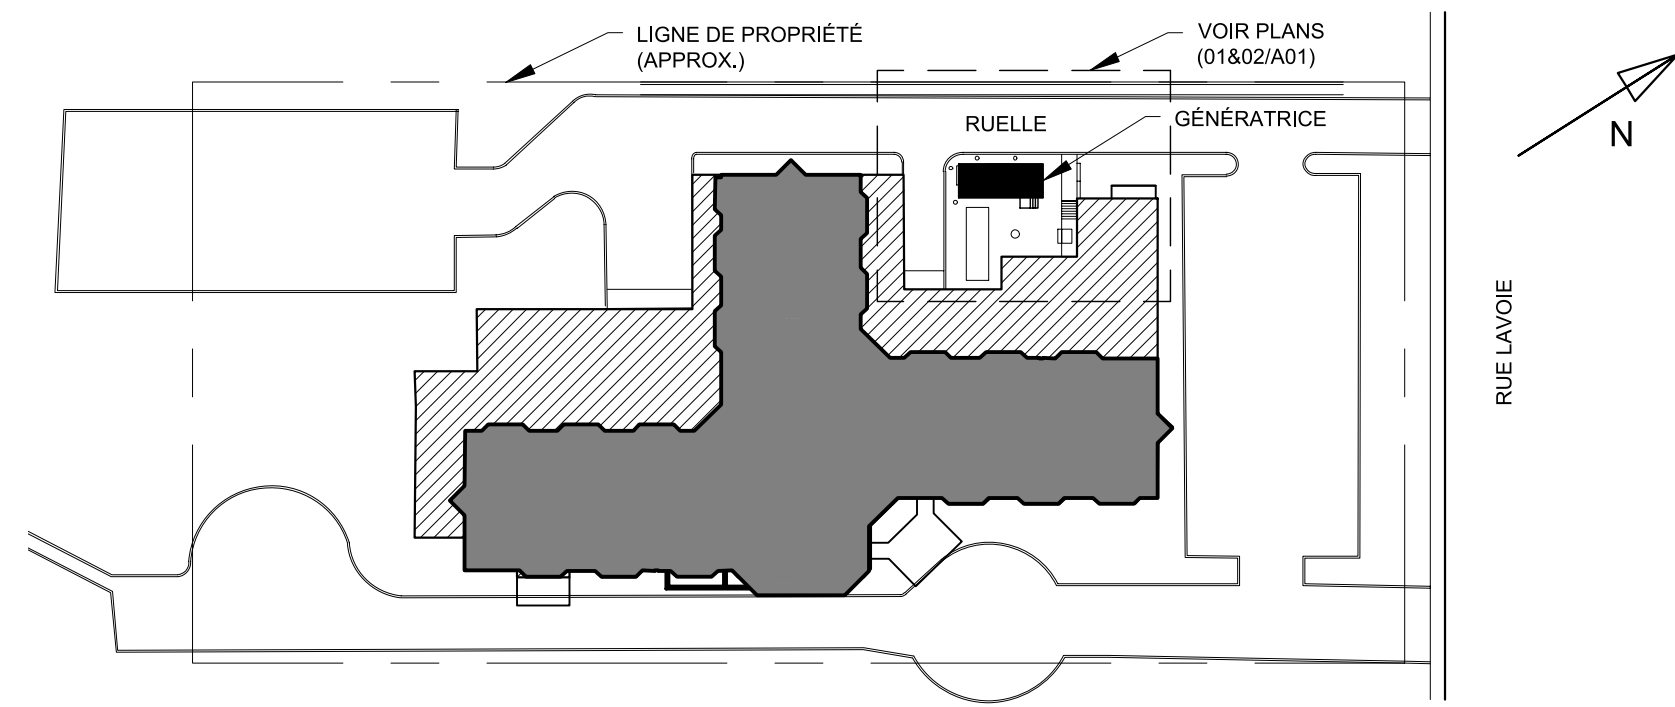 LIGNE DE PROPRIÉTÉ
(APPROX.)
VOIR PLANS
(01&02/A01)
RUELLE
GÉNÉRATRICE
N
RUE LAVOIE